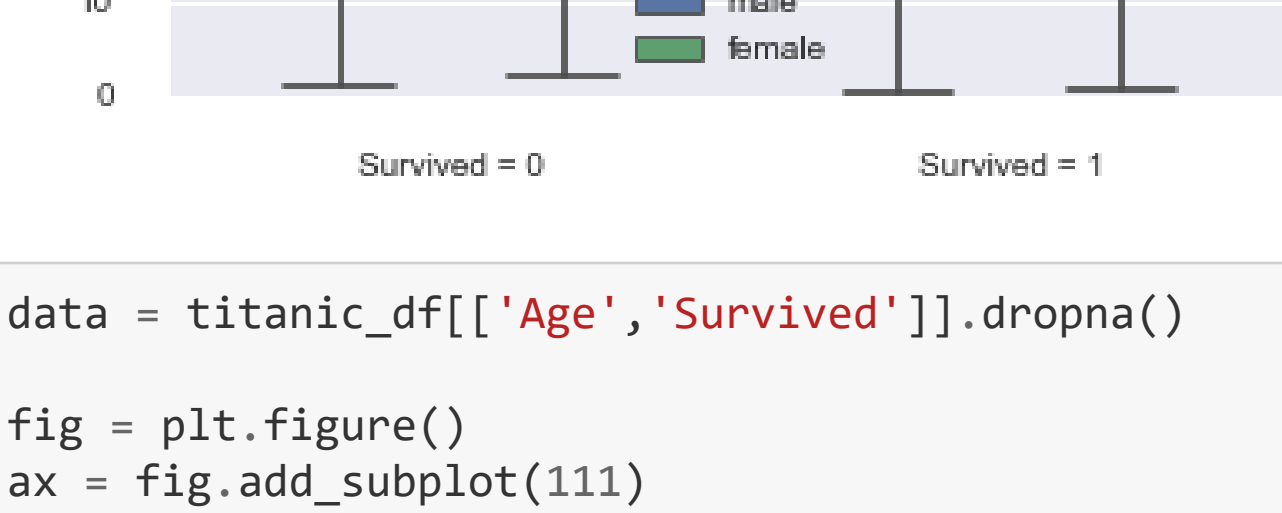 10
male
female
0
Survived = 0 Survived = 1
data = titanic_df[['Age','Survived']].dropna()
fig = plt.figure()
ax = fig.add_subplot(111)